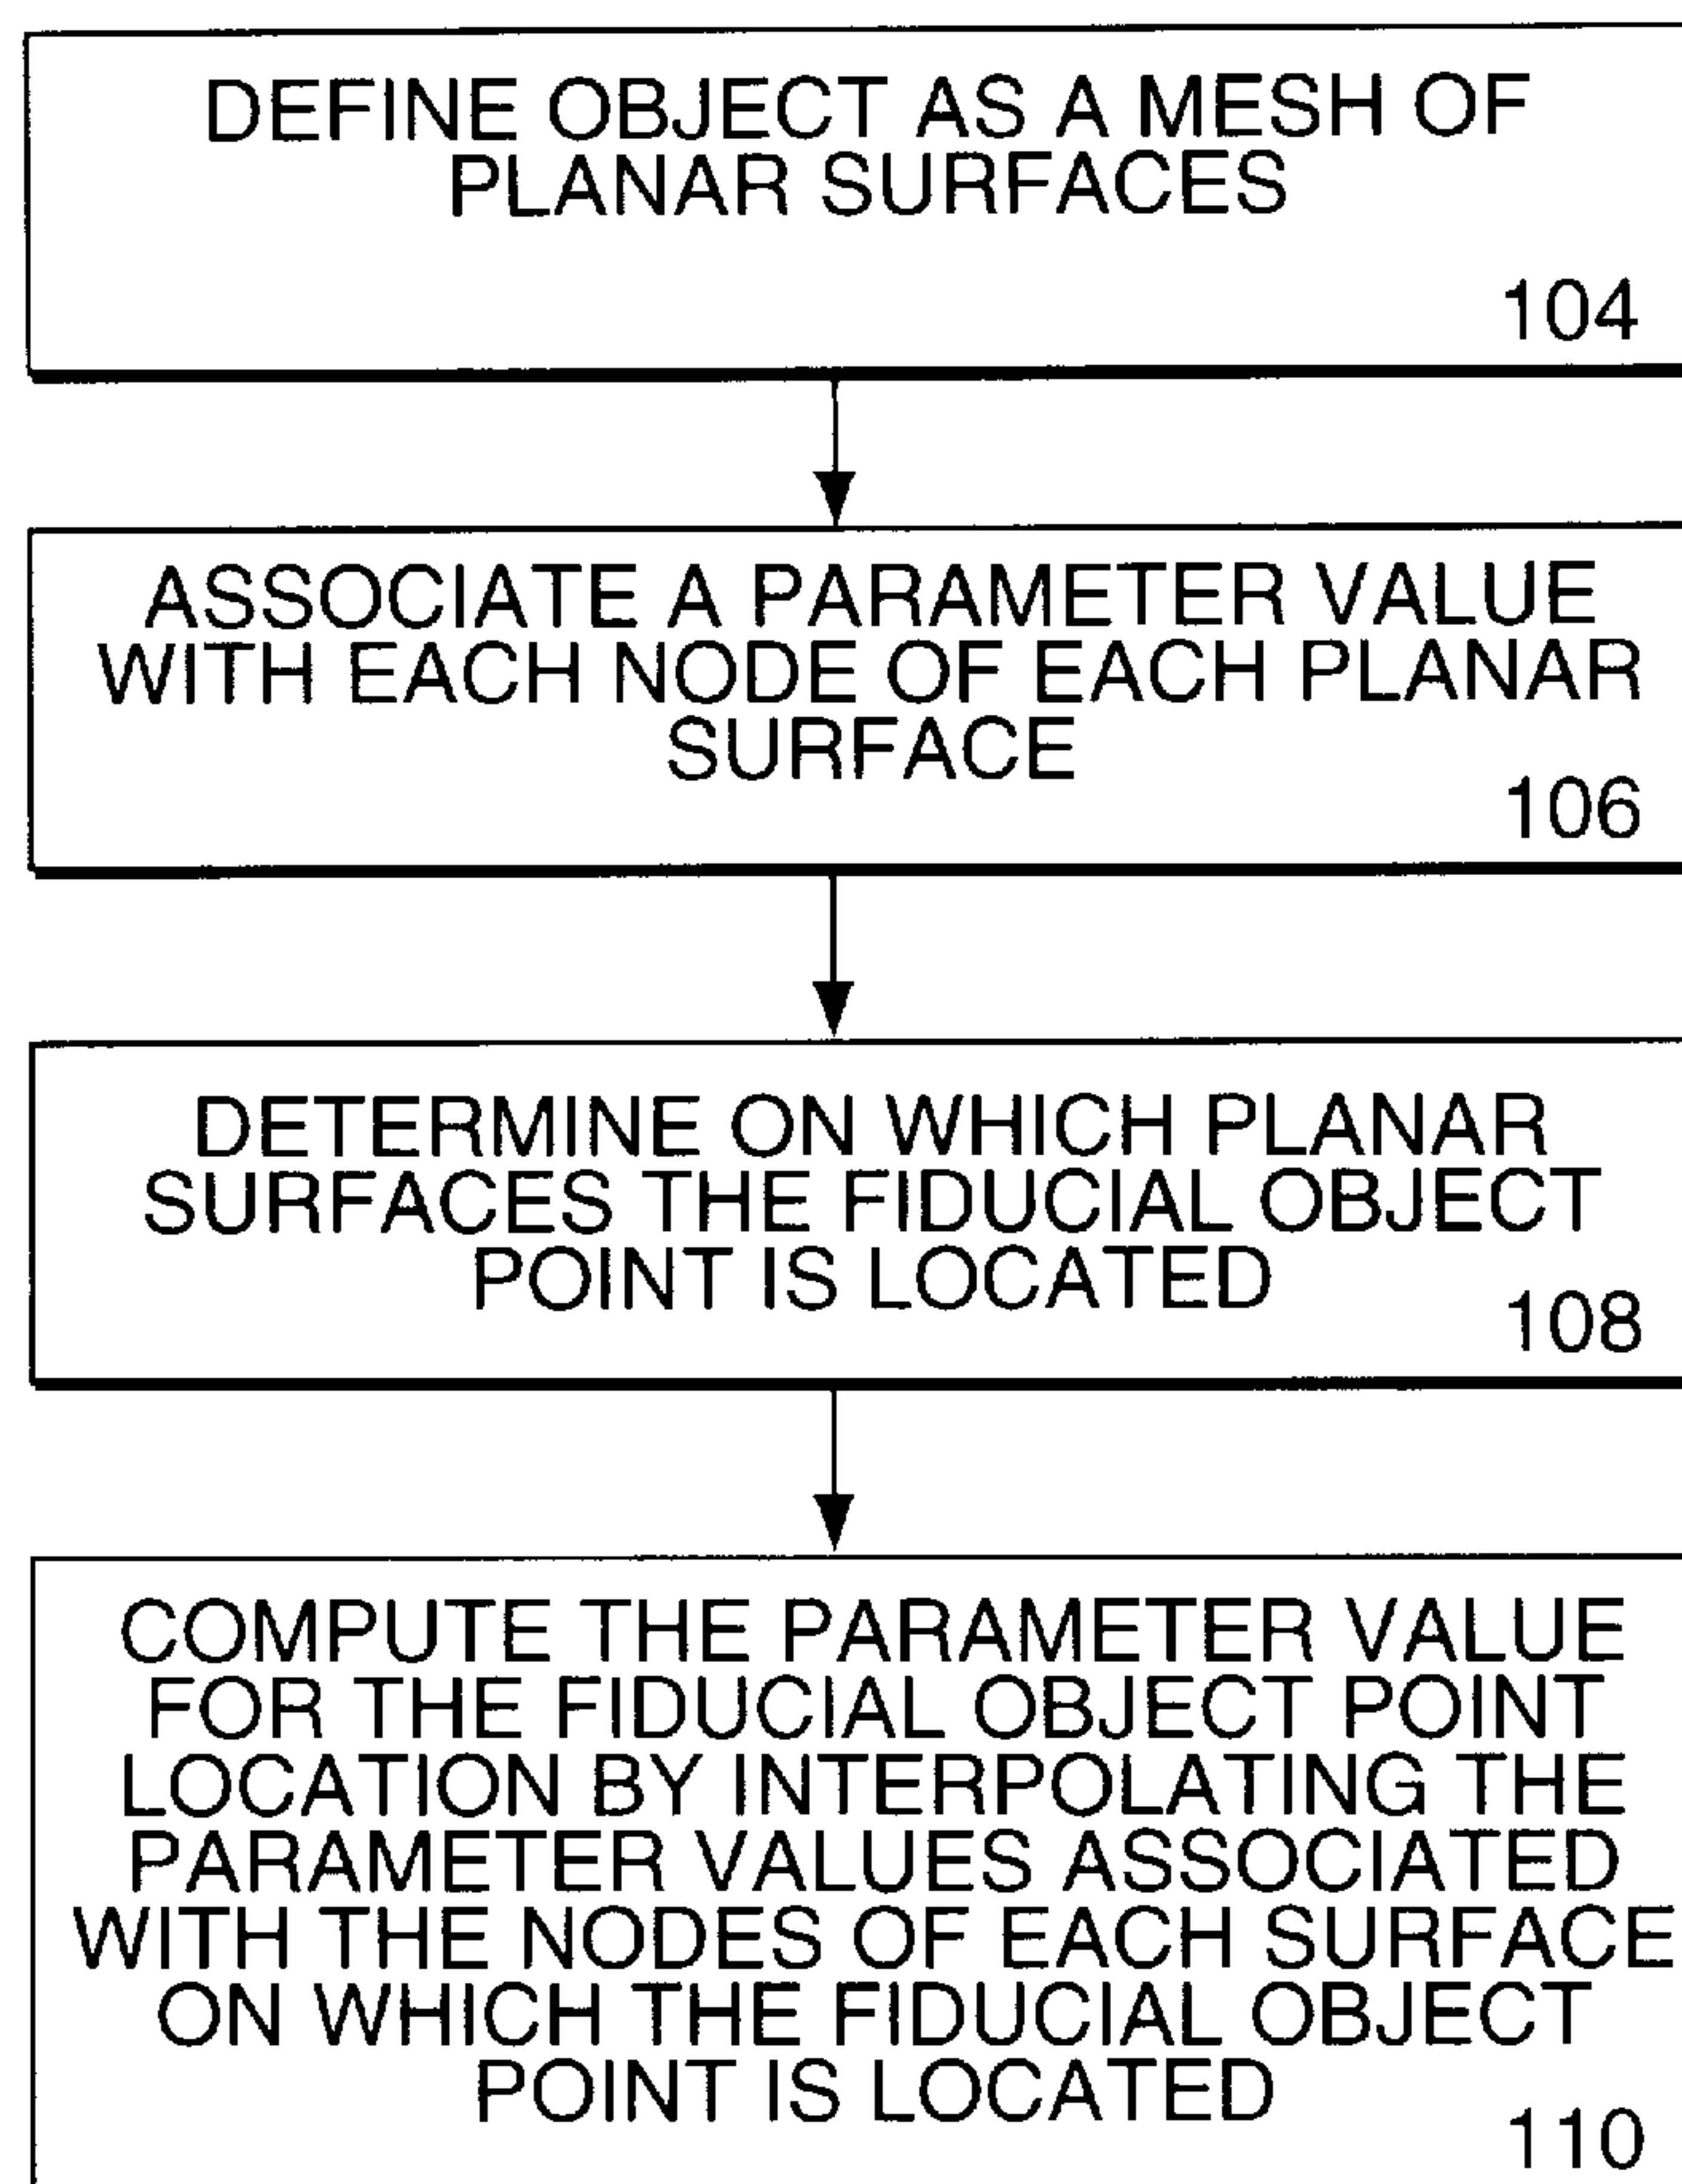 DEFINE OBJECT AS A MESH OF
PLANAR SURFACES
104
ASSOCIATE A PARAMETER VALUE
WITH EACH NODE OF EACH PLANAR
SURFACE
106
DETERMINE ON WHICH PLANAR
SURFACES THE FIDUCIAL OBJECT
POINT IS LOCATED
108
COMPUTE THE PARAMETER VALUE
FOR THE FIDUCIAL OBJECT POINT
LOCATION BY INTERPOLATING THE
PARAMETER VALUES ASSOCIATED
WITH THE NODES OF EACH SURFACE
ON WHICH THE FIDUCIAL OBJECT
POINT IS LOCATED
110